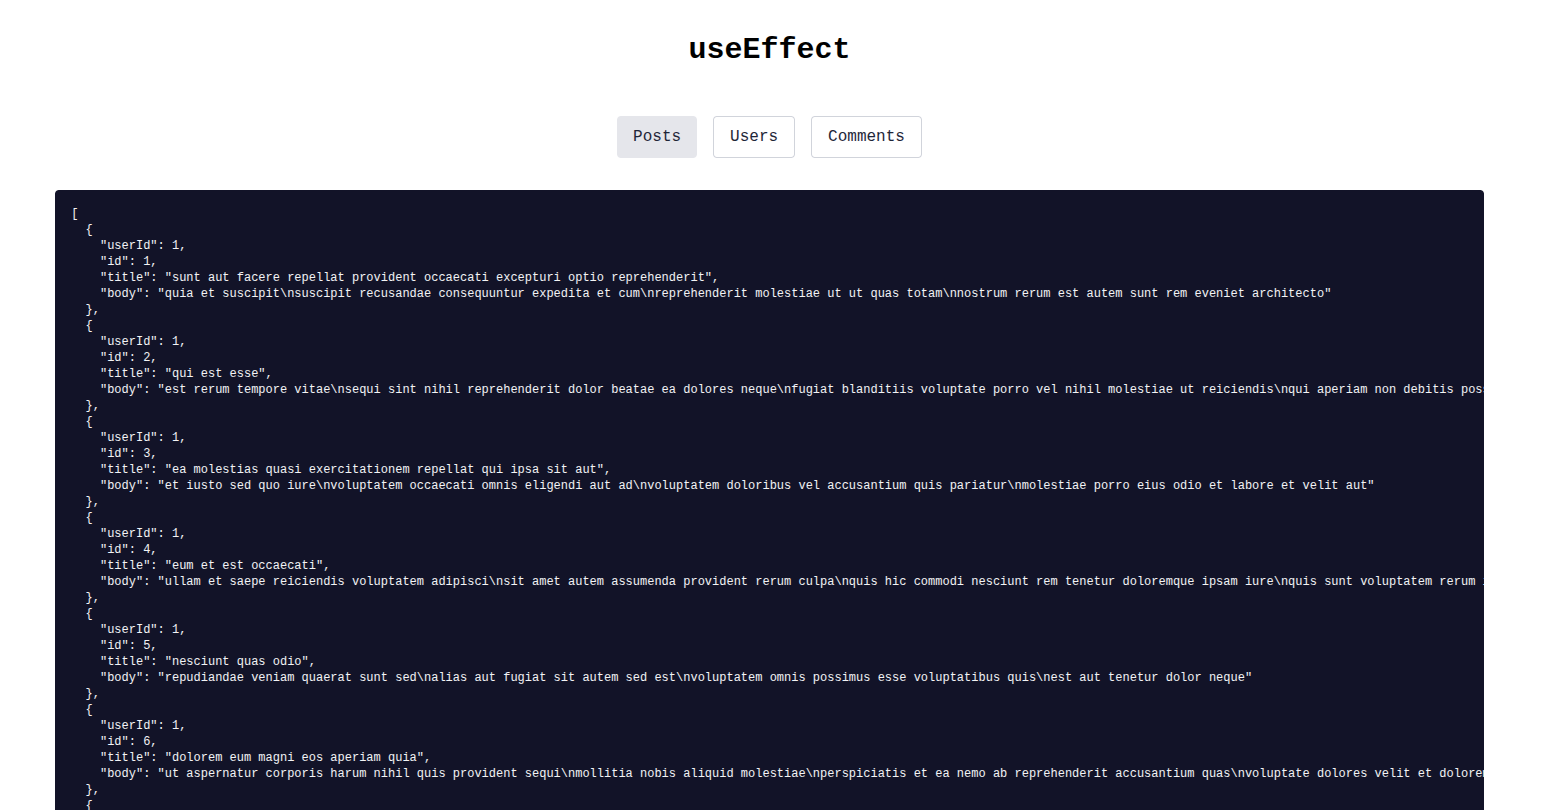 useEffect
Posts Users Comments
[
  {
    "userId": 1,
    "id": 1,
    "title": "sunt aut facere repellat provident occaecati excepturi optio reprehenderit",
    "body": "quia et suscipit\nsuscipit recusandae consequuntur expedita et cum\nreprehenderit molestiae ut ut quas totam\nnostrum rerum est autem sunt rem eveniet architecto"
  },
  {
    "userId": 1,
    "id": 2,
    "title": "qui est esse",
    "body": "est rerum tempore vitae\nsequi sint nihil reprehenderit dolor beatae ea dolores neque\nfugiat blanditiis voluptate porro vel nihil molestiae ut reiciendis\nqui aperiam non debitis pos
  },
  {
    "userId": 1,
    "id": 3,
    "title": "ea molestias quasi exercitationem repellat qui ipsa sit aut",
    "body": "et iusto sed quo iure\nvoluptatem occaecati omnis eligendi aut ad\nvoluptatem doloribus vel accusantium quis pariatur\nmolestiae porro eius odio et labore et velit aut"
  },
  {
    "userId": 1,
    "id": 4,
    "title": "eum et est occaecati",
    "body": "ullam et saepe reiciendis voluptatem adipisci\nsit amet autem assumenda provident rerum culpa\nquis hic commodi nesciunt rem tenetur doloremque ipsam iure\nquis sunt voluptatem rerum
  },
  {
    "userId": 1,
    "id": 5,
    "title": "nesciunt quas odio",
    "body": "repudiandae veniam quaerat sunt sed\nalias aut fugiat sit autem sed est\nvoluptatem omnis possimus esse voluptatibus quis\nest aut tenetur dolor neque"
  },
  {
    "userId": 1,
    "id": 6,
    "title": "dolorem eum magni eos aperiam quia",
    "body": "ut aspernatur corporis harum nihil quis provident sequi\nmollitia nobis aliquid molestiae\nperspiciatis et ea nemo ab reprehenderit accusantium quas\nvoluptate dolores velit et dolorem
  },
  {